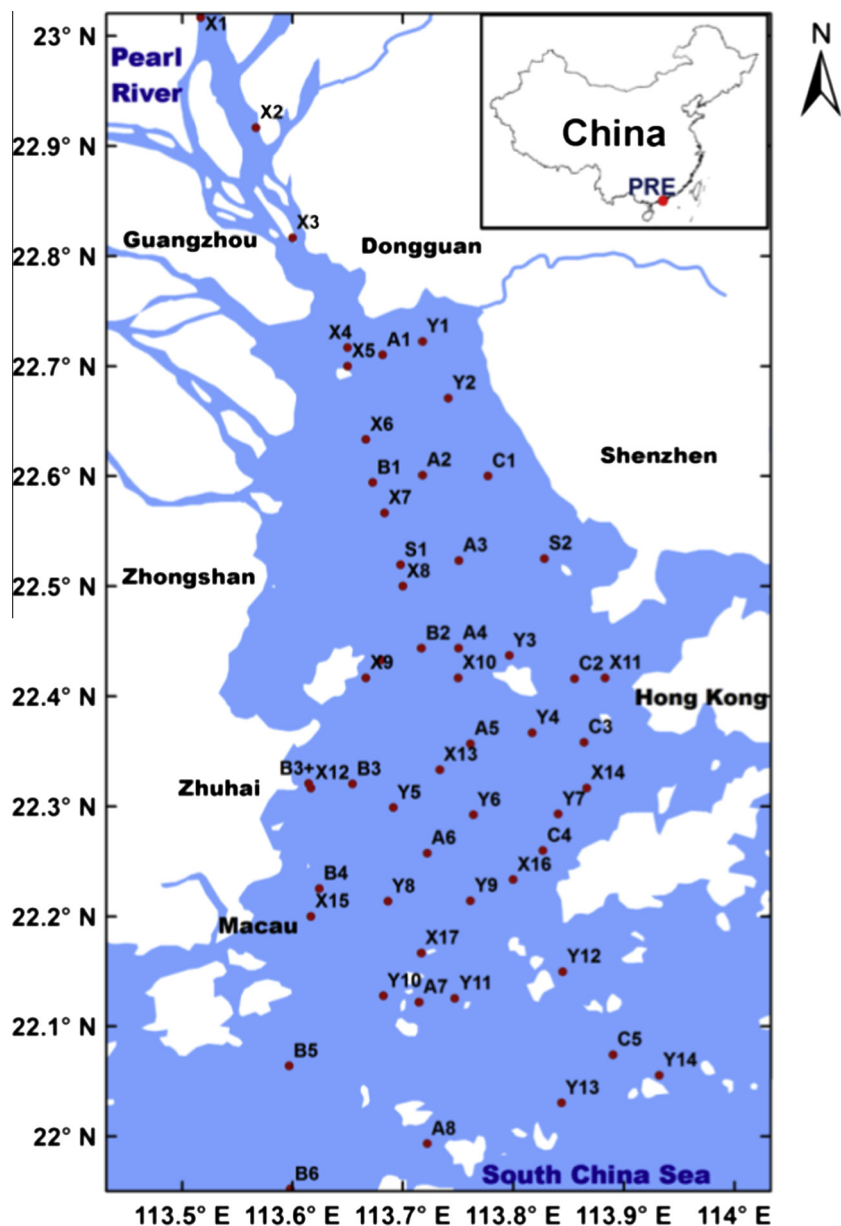 N
23° N
X1
Pearl
River
China
PRE
X2
22.9° N
X3
Guangzhou
Dongguan
22.8° N
X4
A1
Y1
X5
22.7° N
Y2
X6
Shenzhen
B1
A2
C1
22.6° N
X7
S1
A3
S2
X8
Zhongshan
22.5° N
B2
A4
Y3
X9
X10
C2
X11
22.4° N
Hong Kong
A5
Y4
C3
X13
B3+
X12
B3
X14
Zhuhai
22.3° N
Y5
Y6
Y7
A6
C4
X16
B4
Y8
Y9
X15
22.2° N
Macau
X17
Y12
Y10
A7
Y11
22.1° N
C5
B5
Y14
Y13
22° N
A8
B6
South China Sea
113.5° E
113.6° E
113.7° E
113.8° E
113.9° E
114° E